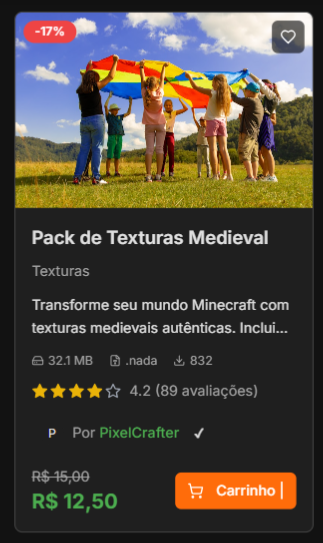 -17%
Pack de Texturas Medieval
Texturas
Transforme seu mundo Minecraft com
texturas medievais autênticas. Inclui...
32.1 MB .nada 832
4.2 (89 avaliações)
P Por PixelCrafter ✓
R$ 15,00
R$ 12,50
Carrinho |